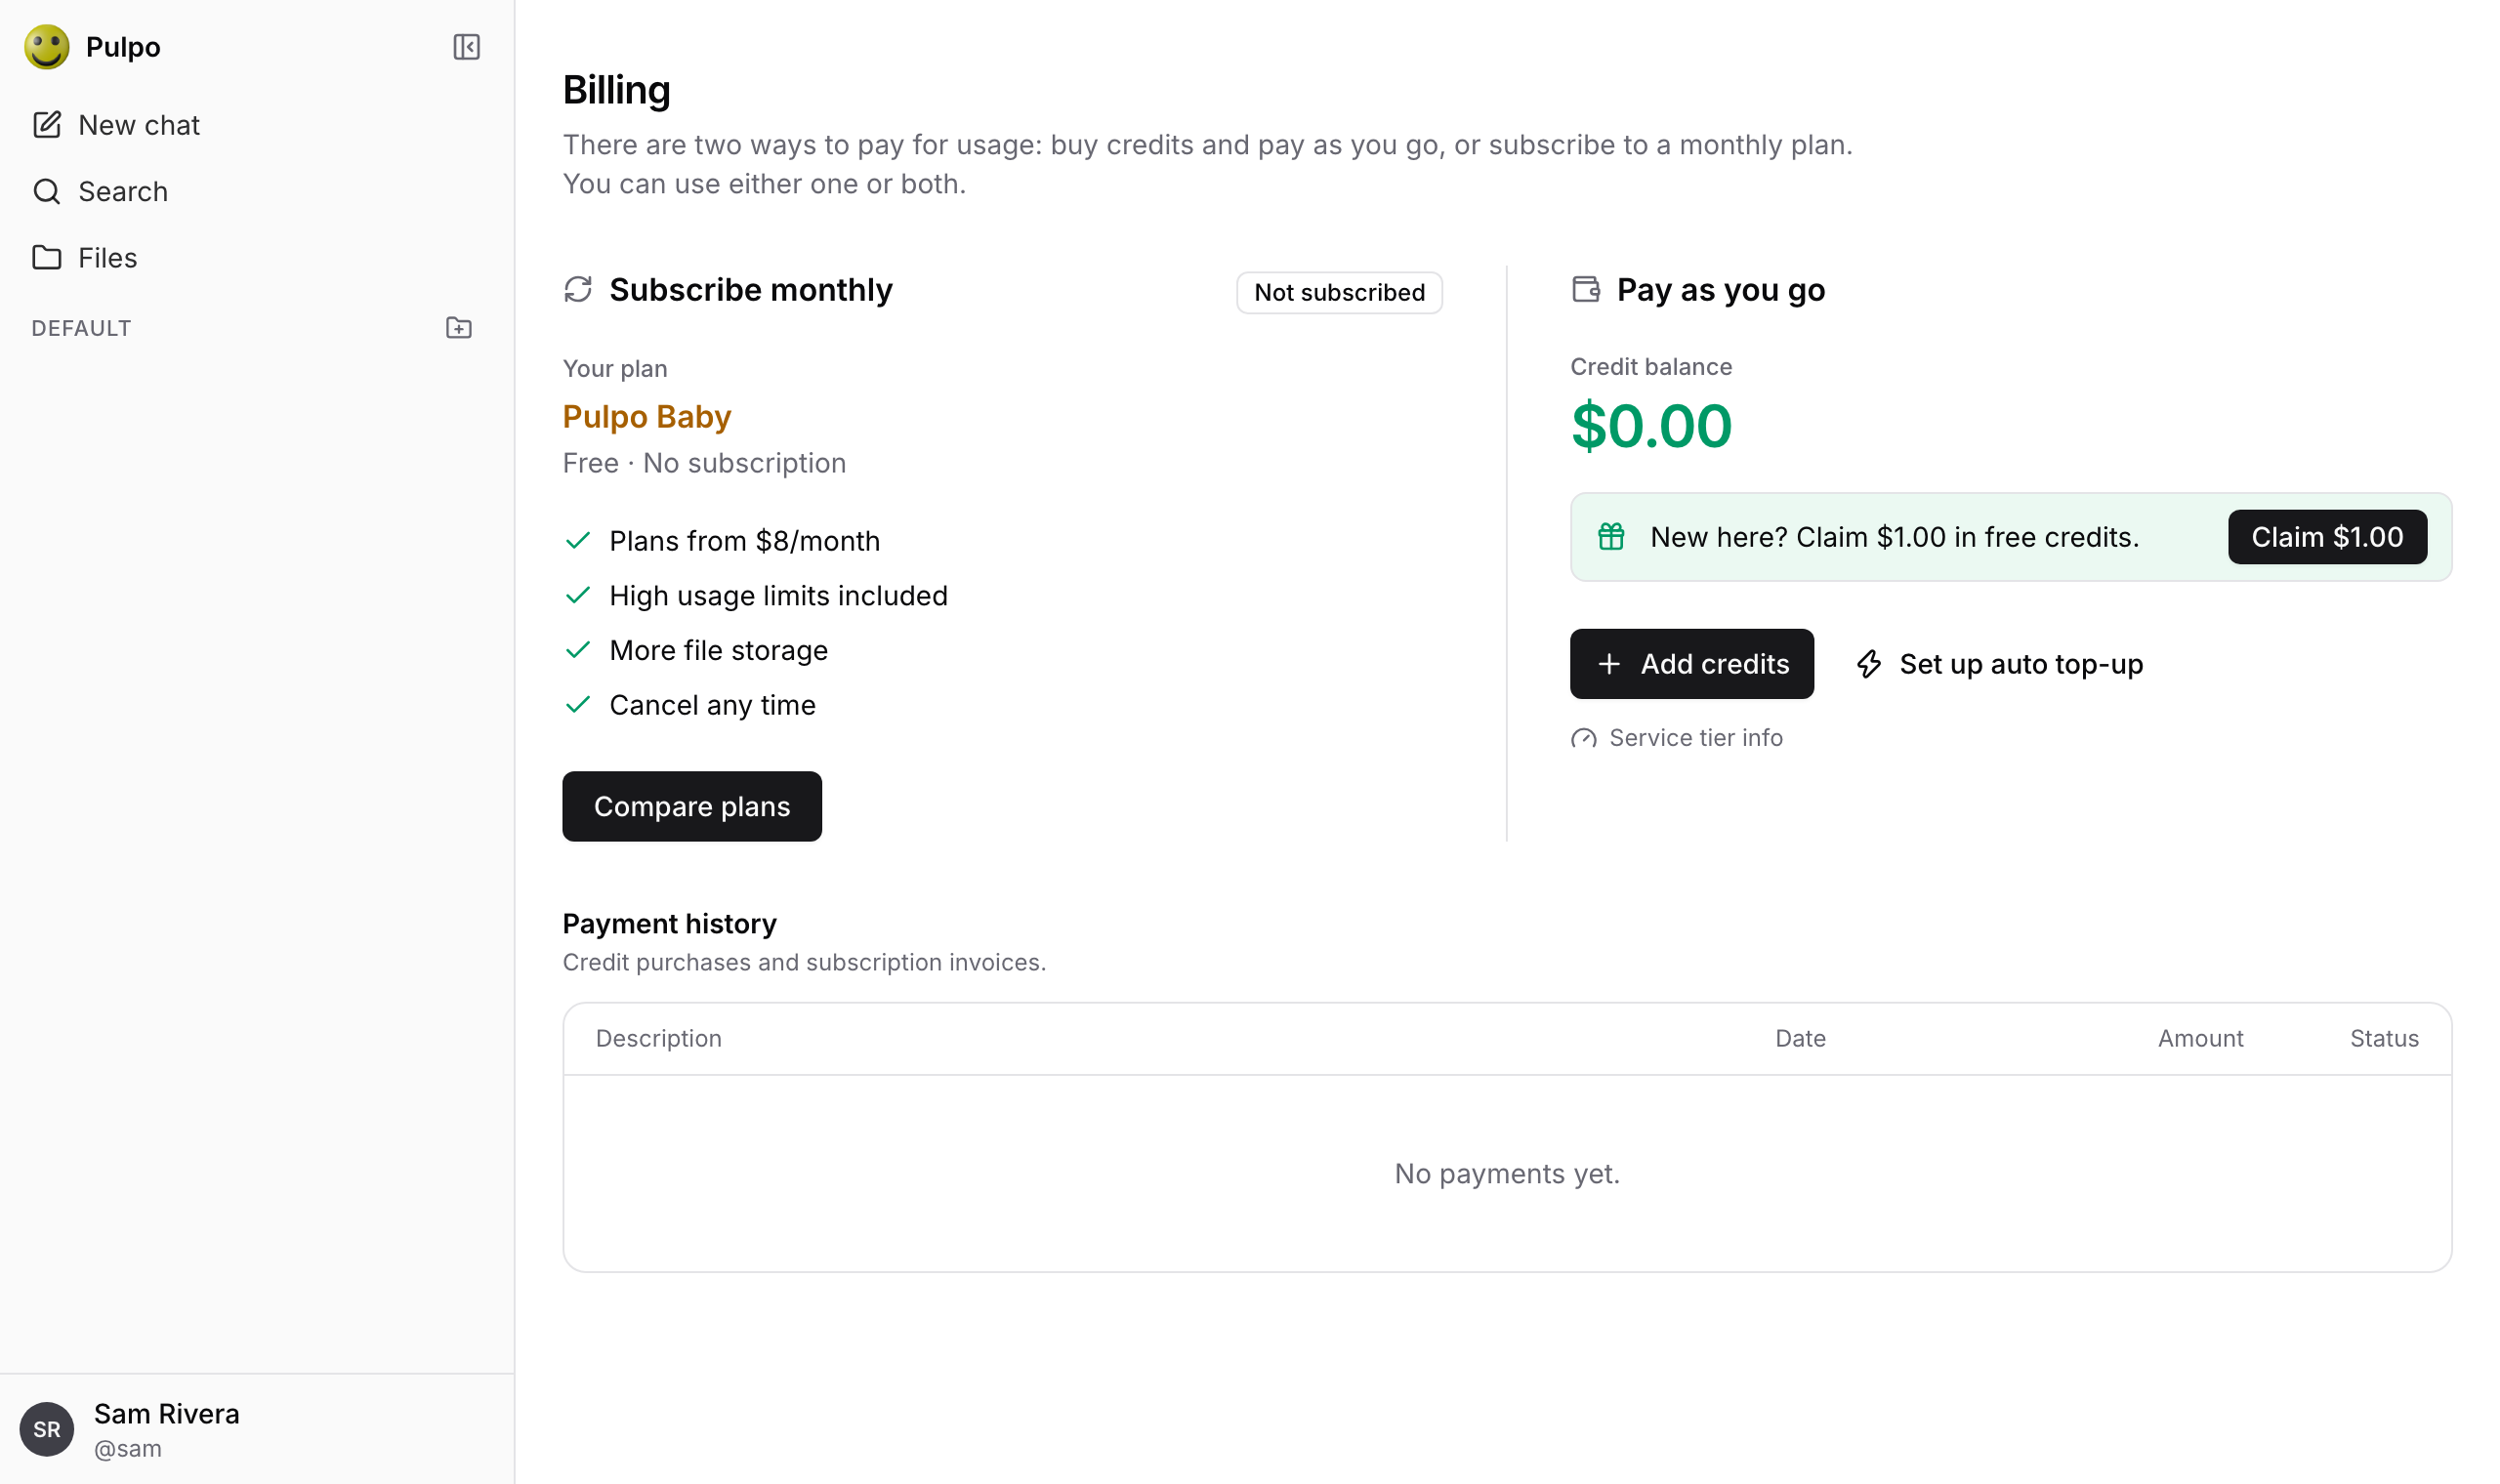 Pulpo
New chat
Search
Files
DEFAULT
Billing
There are two ways to pay for usage: buy credits and pay as you go, or subscribe to a monthly plan.
You can use either one or both.
Subscribe monthly
Not subscribed
Your plan
Pulpo Baby
Free · No subscription
Plans from $8/month
High usage limits included
More file storage
Cancel any time
Compare plans
Pay as you go
Credit balance
$0.00
New here? Claim $1.00 in free credits.
Claim $1.00
Add credits
Set up auto top-up
Service tier info
Payment history
Credit purchases and subscription invoices.
Description Date Amount Status
No payments yet.
SR
Sam Rivera
@sam